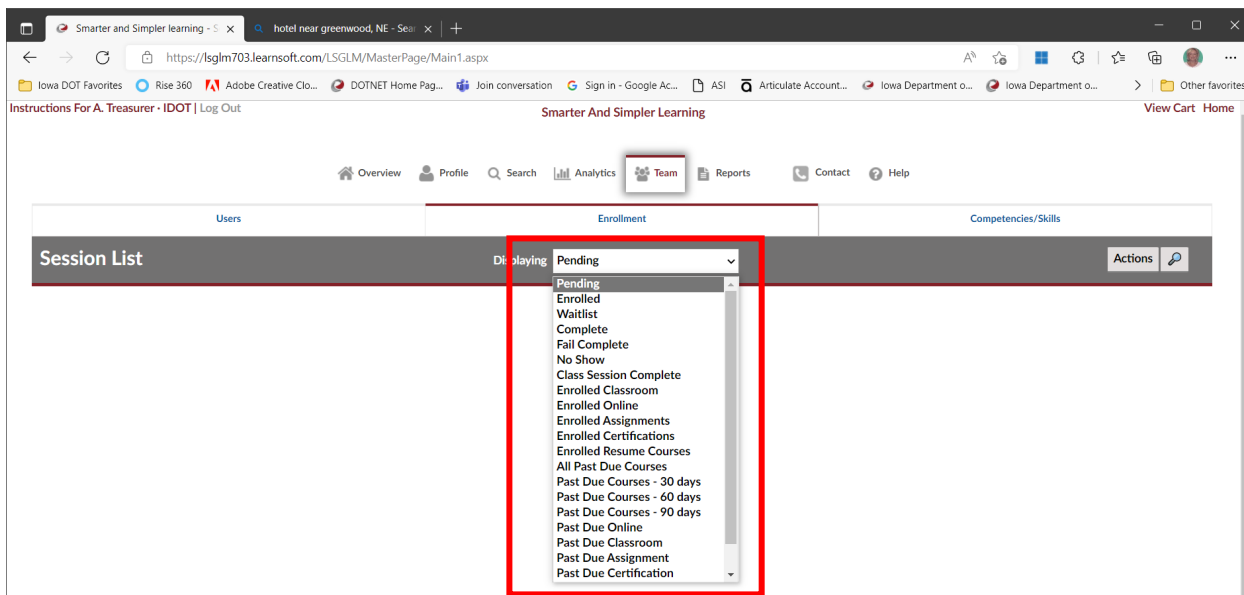 Smarter and Simpler learning - S
hotel near greenwood, NE - Sear
https://lsglm703.learnsoft.com/LSGLM/MasterPage/Main1.aspx
Iowa DOT Favorites Rise 360 Adobe Creative Clo... DOTNET Home Pag... Join conversation Sign in - Google Ac... ASI Articulate Account... Iowa Department o... Iowa Department o... Other favorites
Instructions For A. Treasurer · IDOT | Log Out
Smarter And Simpler Learning
View Cart Home
Overview Profile Search Analytics Team Reports Contact Help
Users Enrollment Competencies/Skills
Session List Displaying Pending Actions
Pending
Enrolled
Waitlist
Complete
Fail Complete
No Show
Class Session Complete
Enrolled Classroom
Enrolled Online
Enrolled Assignments
Enrolled Certifications
Enrolled Resume Courses
All Past Due Courses
Past Due Courses - 30 days
Past Due Courses - 60 days
Past Due Courses - 90 days
Past Due Online
Past Due Classroom
Past Due Assignment
Past Due Certification